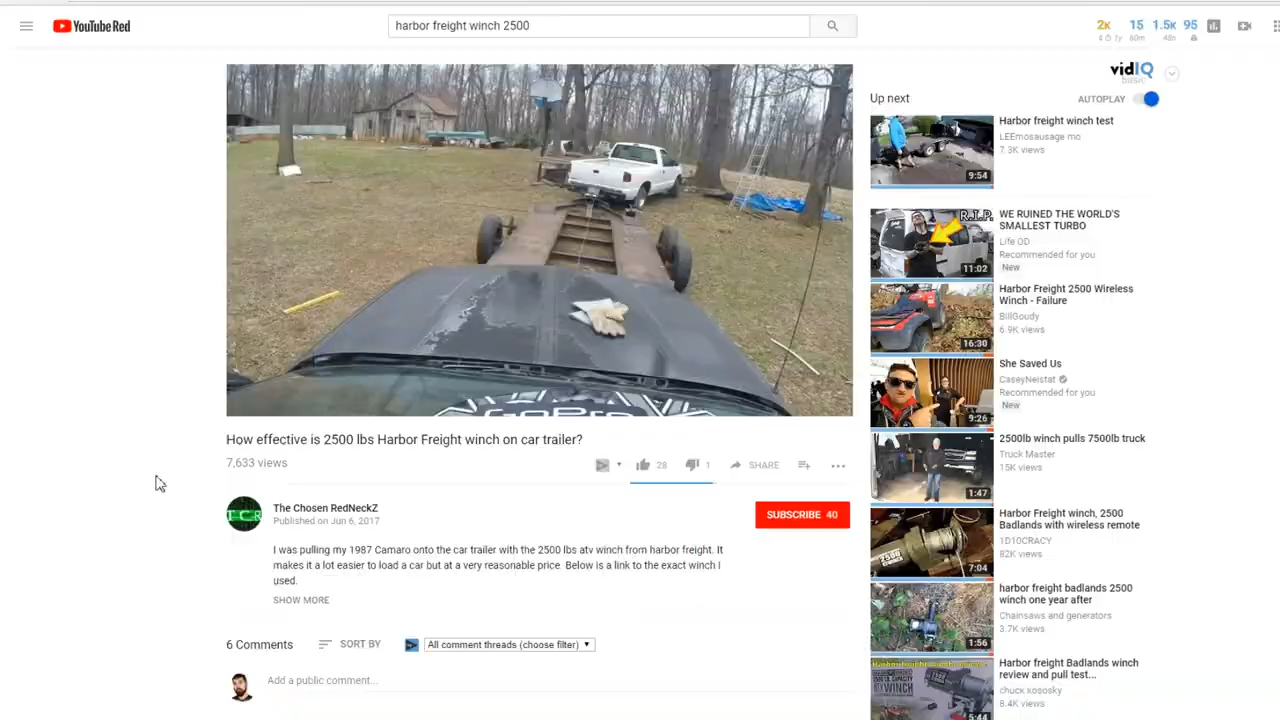 YouTube Red
harbor freight winch 2500
2K 15 1.5K 95
1y 60m 48h
vidIQ
basic
Up next
AUTOPLAY
Harbor freight winch test
LEEmosausage mo
7.3K views
9:54
R.I.P.
WE RUINED THE WORLD'S
SMALLEST TURBO
Life OD
Recommended for you
New
11:02
Harbor Freight 2500 Wireless
Winch - Failure
BillGoudy
6.9K views
16:30
She Saved Us
CaseyNeistat
Recommended for you
New
9:26
2500lb winch pulls 7500lb truck
Truck Master
15K views
1:47
Harbor Freight winch, 2500
Badlands with wireless remote
1D10CRACY
82K views
2500
7:04
harbor freight badlands 2500
winch one year after
Chainsaws and generators
3.7K views
1:56
Harbor freight Badlands winch
review and pull test...
chuck kososky
8.4K views
WINCH
5:44
GoPro
How effective is 2500 lbs Harbor Freight winch on car trailer?
7,633 views
28
1
SHARE
TCR
The Chosen RedNeckZ
Published on Jun 6, 2017
SUBSCRIBE 40
I was pulling my 1987 Camaro onto the car trailer with the 2500 lbs atv winch from harbor freight. It
makes it a lot easier to load a car but at a very reasonable price. Below is a link to the exact winch I
used.
SHOW MORE
6 Comments
SORT BY
All comment threads (choose filter)
Add a public comment...